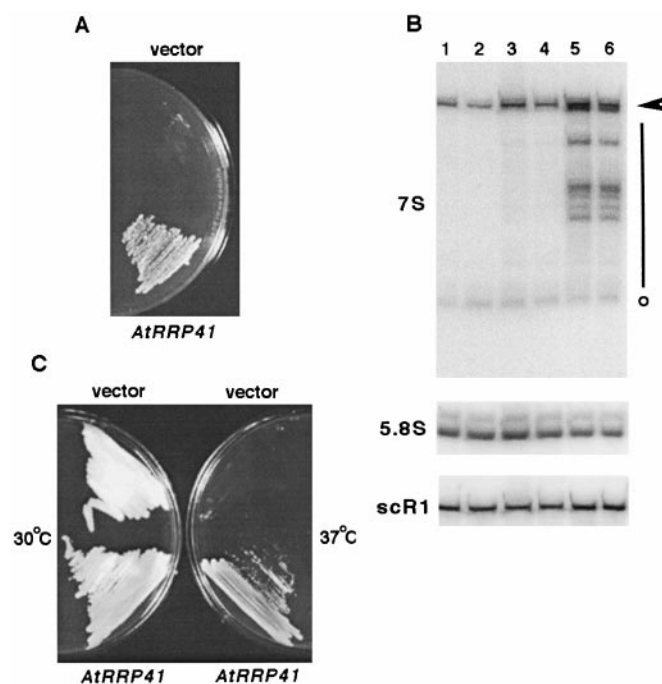 A
vector
AtRRP41
B
1 2 3 4 5 6
7S
5.8S
scR1
C
vector vector
30°C 37°C
AtRRP41 AtRRP41